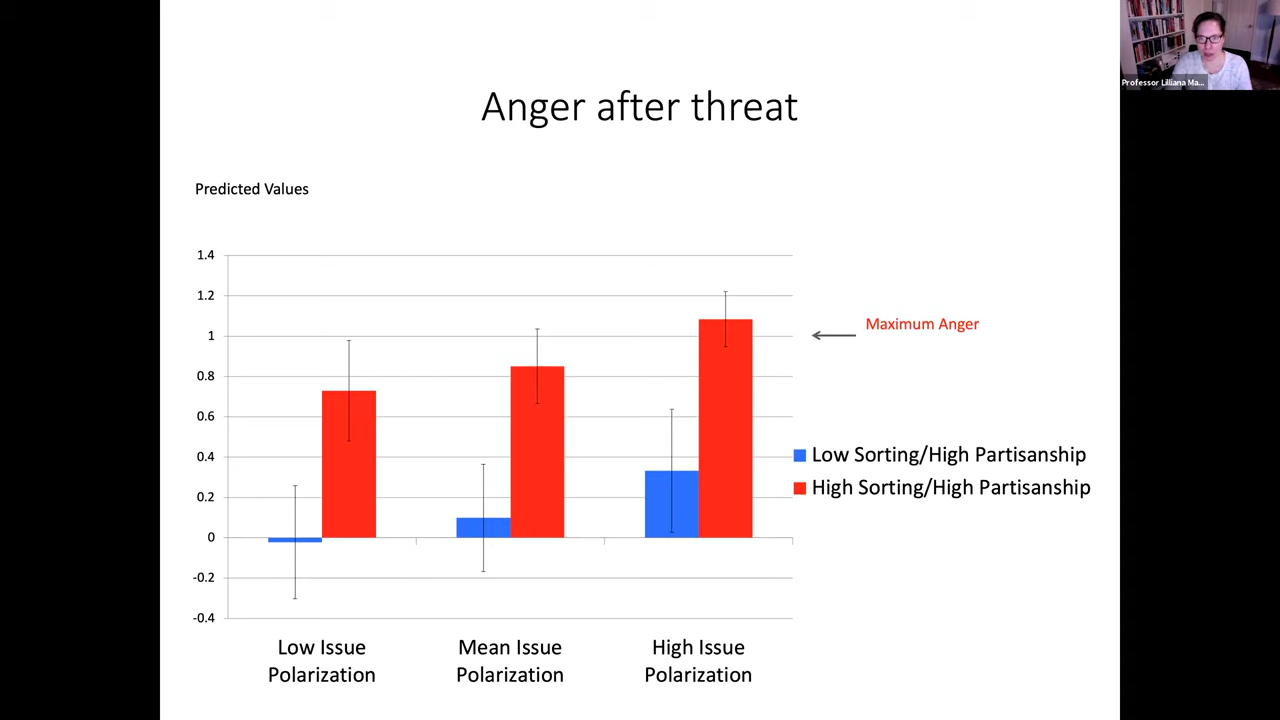 Professor Lilliana Ma...
Anger after threat
Predicted Values
1.4
1.2
1
0.8
0.6
0.4
0.2
0
-0.2
-0.4
Maximum Anger
Low Sorting/High Partisanship
High Sorting/High Partisanship
Low Issue
Polarization
Mean Issue
Polarization
High Issue
Polarization